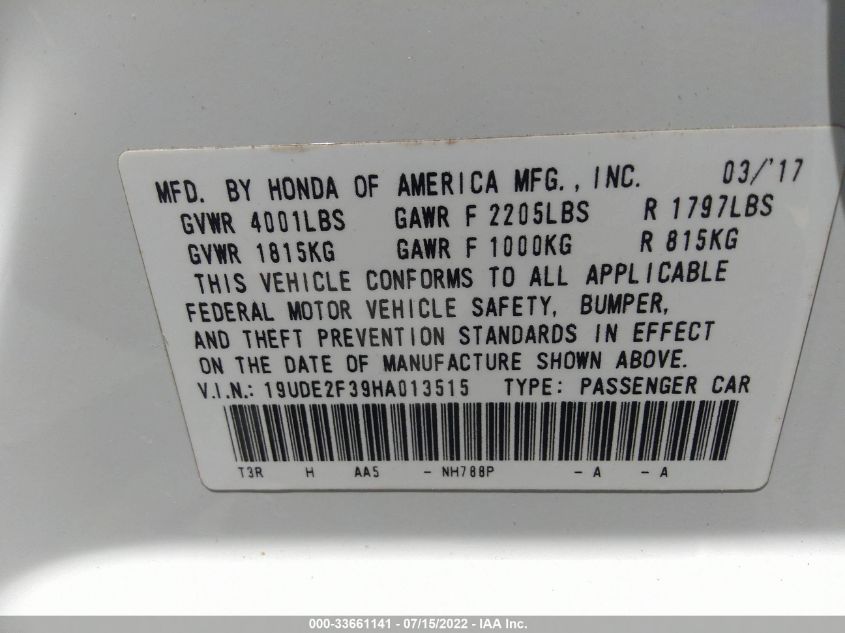 MFD. BY HONDA OF AMERICA MFG., INC. 03/'17
GVWR 4001LBS GAWR F 2205LBS R 1797LBS
GVWR 1815KG GAWR F 1000KG R 815KG
THIS VEHICLE CONFORMS TO ALL APPLICABLE
FEDERAL MOTOR VEHICLE SAFETY, BUMPER,
AND THEFT PREVENTION STANDARDS IN EFFECT
ON THE DATE OF MANUFACTURE SHOWN ABOVE.
V.I.N.: 19UDE2F39HA013515 TYPE: PASSENGER CAR
T3R H AA5 - NH788P - A - A
000-33661141 - 07/15/2022 - IAA Inc.